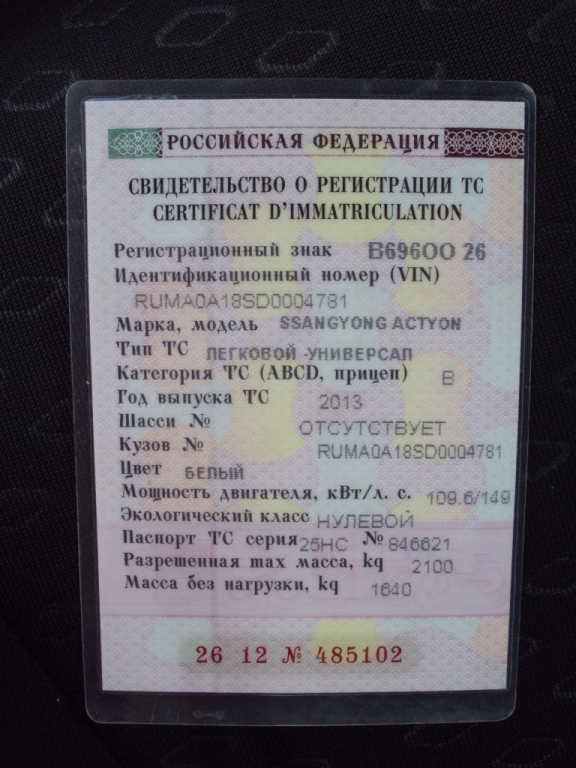 РОССИЙСКАЯ ФЕДЕРАЦИЯ
СВИДЕТЕЛЬСТВО О РЕГИСТРАЦИИ ТС
CERTIFICAT D'IMMATRICULATION
Регистрационный знак В696ОО 26
Идентификационный номер (VIN)
RUMA0A18SD0004781
Марка, модель SSANGYONG ACTYON
Тип ТС ЛЕГКОВОЙ -УНИВЕРСАЛ
Категория ТС (ABCD, прицеп) В
Год выпуска ТС 2013
Шасси № ОТСУТСТВУЕТ
Кузов № RUMA0A18SD0004781
Цвет БЕЛЫЙ
Мощность двигателя, кВт/л. с. 109.6/149
Экологический класс НУЛЕВОЙ
Паспорт ТС серия 25НС № 846621
Разрешенная max масса, kg 2100
Масса без нагрузки, kg 1640
26 12 № 485102